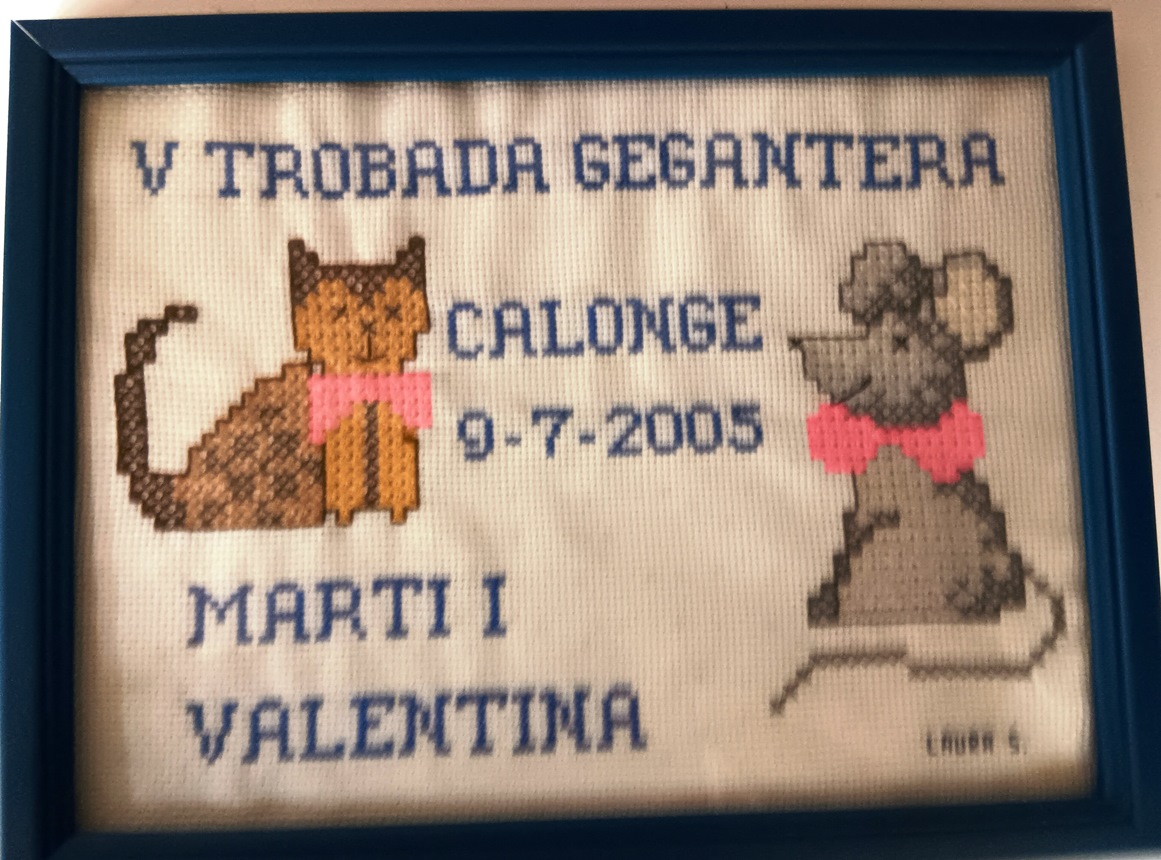 V TROBADA GEGANTERA
CALONGE
9-7-2005
MARTI I
VALENTINA
LAURA S.